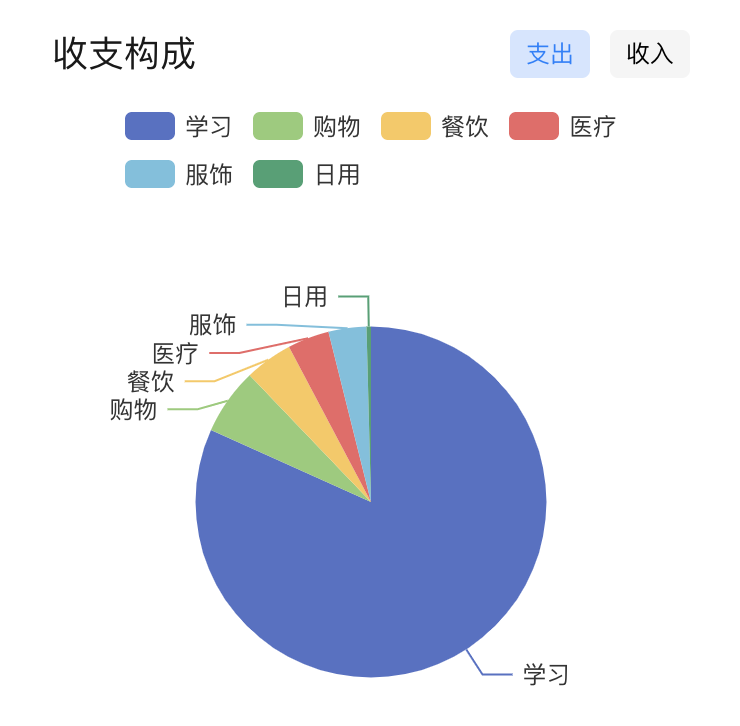 收支构成 支出 收入
学习 购物 餐饮 医疗
服饰 日用
日用
服饰
医疗
餐饮
购物
学习